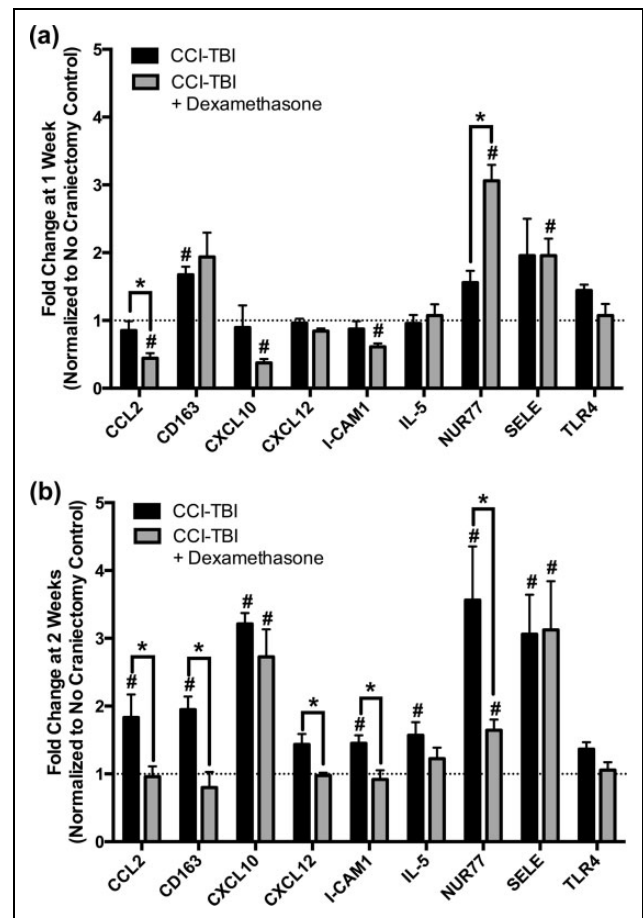 (a)
CCI-TBI
CCI-TBI
+ Dexamethasone
Fold Change at 1 Week
(Normalized to No Craniectomy Control)
5
4
3
2
1
0
*
#
#
#
#
*
#
#
CCL2
CD163
CXCL10
CXCL12
I-CAM1
IL-5
NUR77
SELE
TLR4
(b)
CCI-TBI
CCI-TBI
+ Dexamethasone
Fold Change at 2 Weeks
(Normalized to No Craniectomy Control)
5
4
3
2
1
0
#
*
#
*
#
#
*
#
*
#
#
*
#
#
#
CCL2
CD163
CXCL10
CXCL12
I-CAM1
IL-5
NUR77
SELE
TLR4